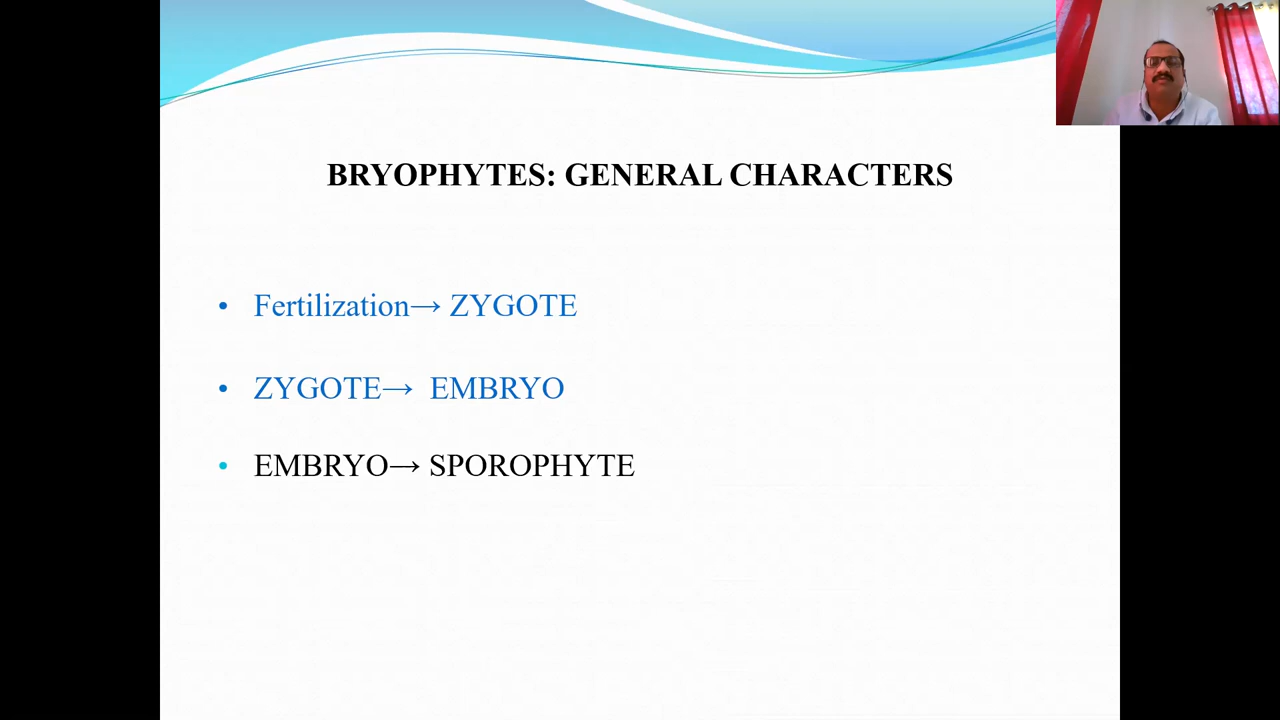 BRYOPHYTES: GENERAL CHARACTERS
• Fertilization→ ZYGOTE
• ZYGOTE→ EMBRYO
• EMBRYO→ SPOROPHYTE